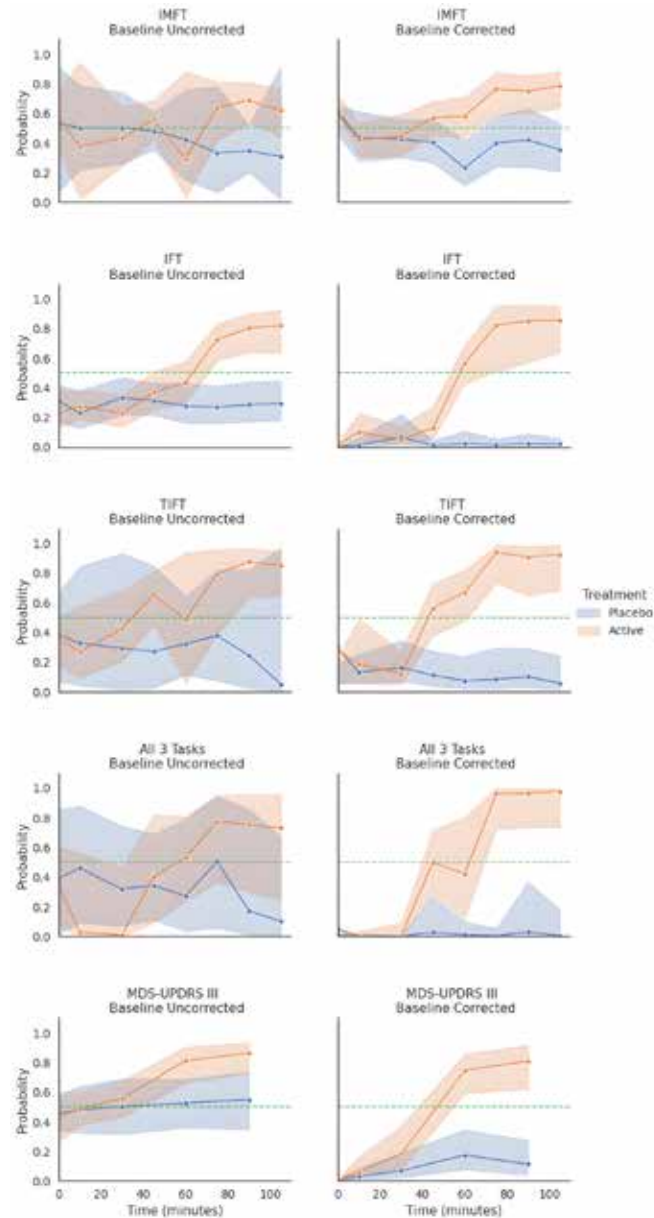 IMFT
Baseline Uncorrected
IMFT
Baseline Corrected
Probability
1.0
0.8
0.6
0.4
0.2
0.0
IFT
Baseline Uncorrected
IFT
Baseline Corrected
Probability
1.0
0.8
0.6
0.4
0.2
0.0
TIFT
Baseline Uncorrected
TIFT
Baseline Corrected
Probability
1.0
0.8
0.6
0.4
0.2
0.0
Treatment
Placebo
Active
All 3 Tasks
Baseline Uncorrected
All 3 Tasks
Baseline Corrected
Probability
1.0
0.8
0.6
0.4
0.2
0.0
MDS-UPDRS III
Baseline Uncorrected
MDS-UPDRS III
Baseline Corrected
Probability
1.0
0.8
0.6
0.4
0.2
0.0
0 20 40 60 80 100
Time (minutes)
0 20 40 60 80 100
Time (minutes)